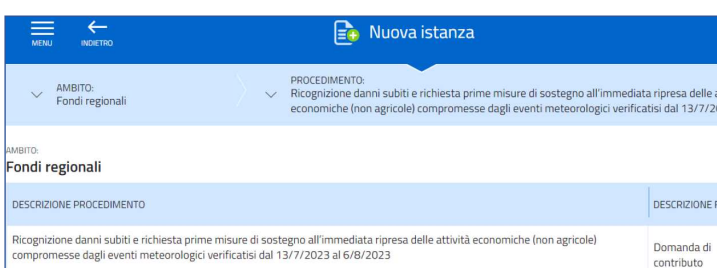 MENU
INDIETRO
Nuova istanza
AMBITO:
Fondi regionali
PROCEDIMENTO:
Ricognizione danni subiti e richiesta prime misure di sostegno all'immediata ripresa delle
economiche (non agricole) compromesse dagli eventi meteorologici verificatisi dal 13/7/
AMBITO:
Fondi regionali
DESCRIZIONE PROCEDIMENTO
DESCRIZIONE
Ricognizione danni subiti e richiesta prime misure di sostegno all'immediata ripresa delle attività economiche (non agricole)
compromesse dagli eventi meteorologici verificatisi dal 13/7/2023 al 6/8/2023
Domanda di
contributo